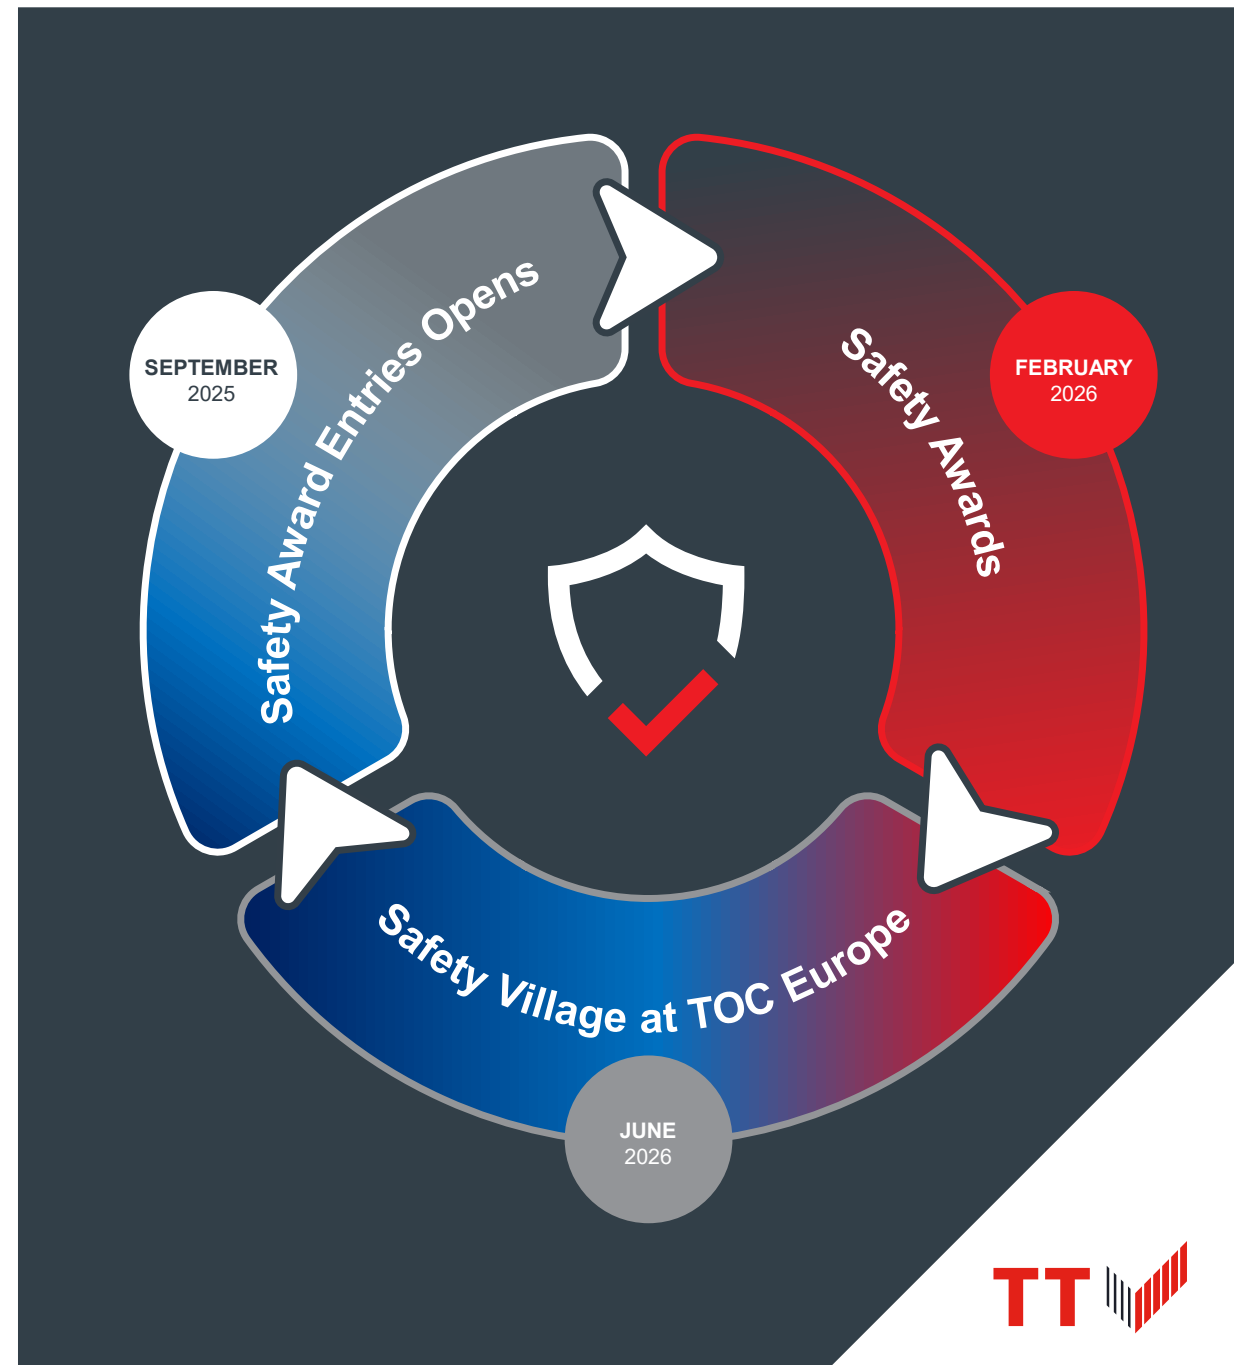 SEPTEMBER
2025
Safety Award Entries Opens
FEBRUARY
2026
Safety Awards
Safety Village at TOC Europe
JUNE
2026
TT